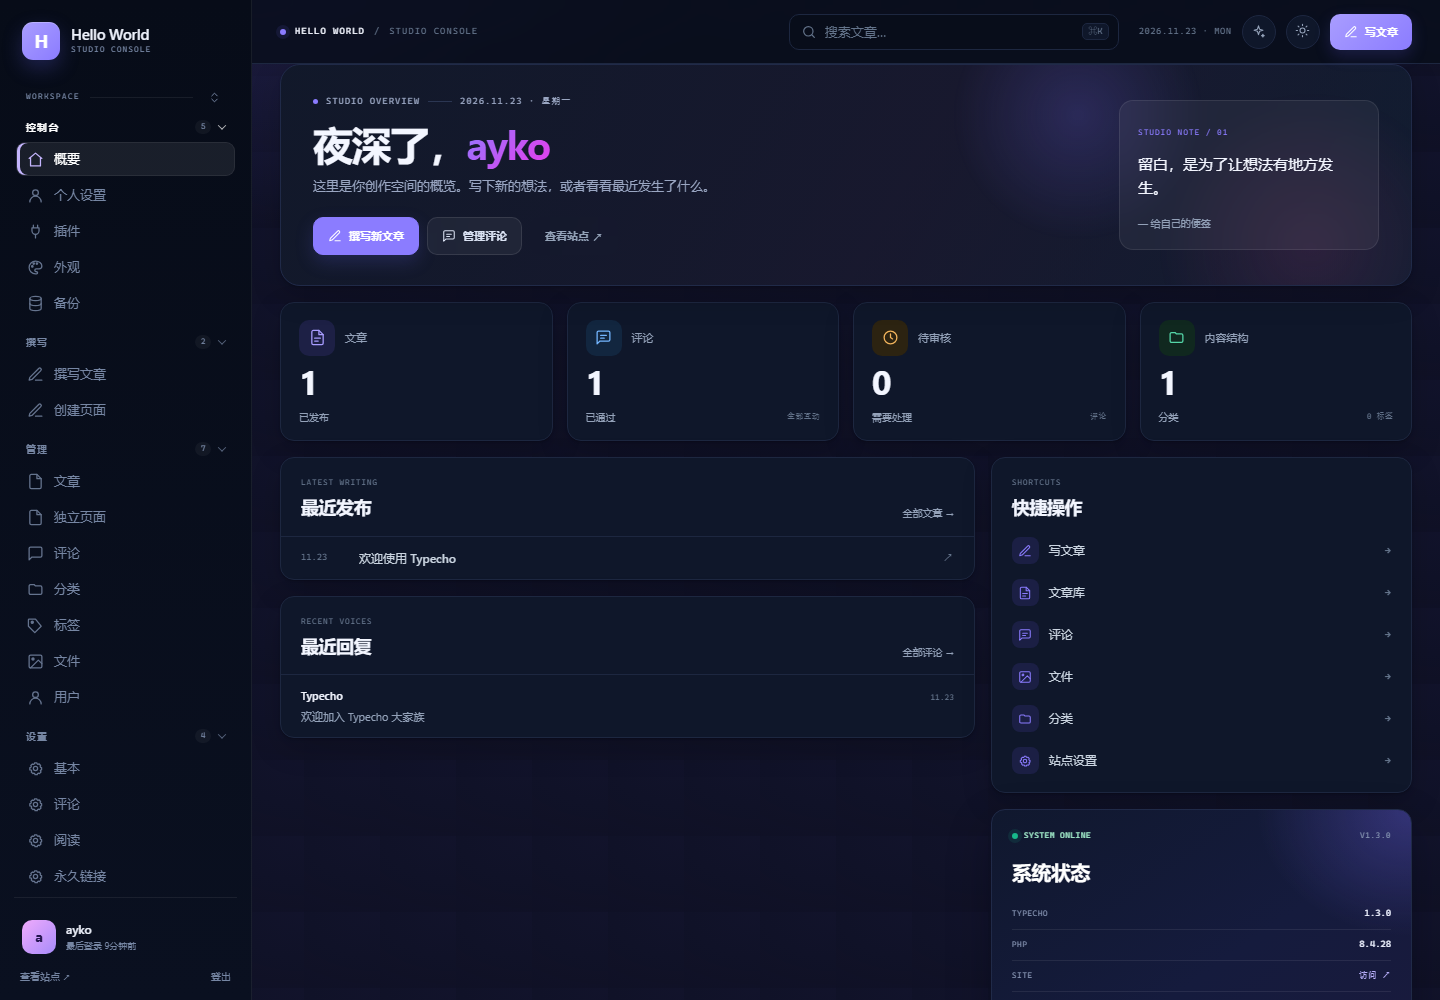 H
Hello World
STUDIO CONSOLE
WORKSPACE
控制台 5
概要
个人设置
插件
外观
备份
撰写 2
撰写文章
创建页面
管理 7
文章
独立页面
评论
分类
标签
文件
用户
设置 4
基本
评论
阅读
永久链接
a
ayko
最后登录 9分钟前
查看站点 ↗ 登出
HELLO WORLD / STUDIO CONSOLE
搜索文章... ⌘K
2026.11.23 · MON
写文章
STUDIO OVERVIEW 2026.11.23 · 星期一
夜深了，ayko
这里是你创作空间的概览。写下新的想法，或者看看最近发生了什么。
撰写新文章 管理评论 查看站点 ↗
STUDIO NOTE / 01
留白，是为了让想法有地方发
生。
— 给自己的便签
文章
1
已发布
评论
1
已通过 全部互动
待审核
0
需要处理 评论
内容结构
1
分类 0 标签
LATEST WRITING
最近发布
全部文章 →
11.23 欢迎使用 Typecho ↗
RECENT VOICES
最近回复
全部评论 →
Typecho 11.23
欢迎加入 Typecho 大家族
SHORTCUTS
快捷操作
写文章 →
文章库 →
评论 →
文件 →
分类 →
站点设置 →
SYSTEM ONLINE V1.3.0
系统状态
TYPECHO 1.3.0
PHP 8.4.28
SITE 访问 ↗